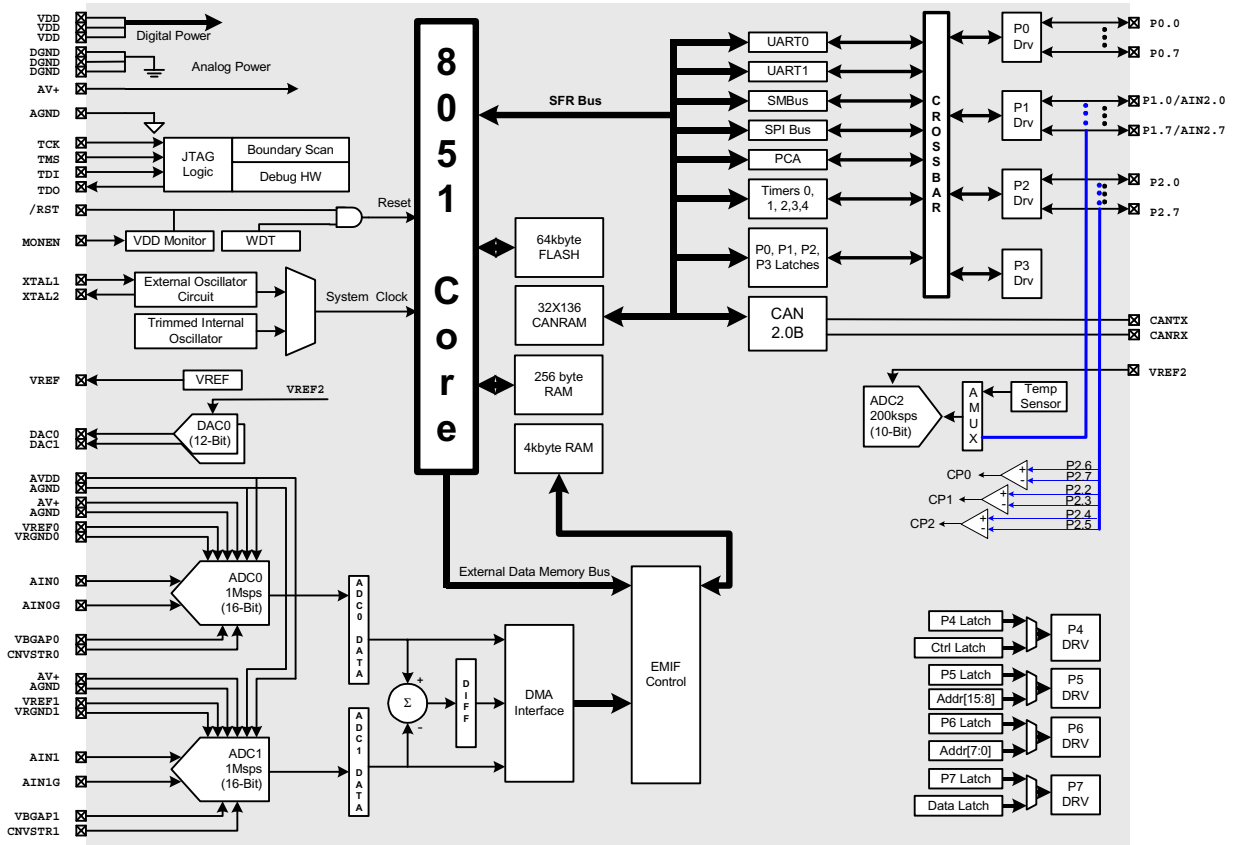 VDD
VDD
VDD
Digital Power
DGND
DGND
DGND
Analog Power
AV+
AGND
TCK
TMS
TDI
TDO
JTAG
Logic
Boundary Scan
Debug HW
/RST
Reset
MONEN
VDD Monitor
WDT
XTAL1
XTAL2
External Oscillator
Circuit
Trimmed Internal
Oscillator
System Clock
VREF
VREF
VREF2
DAC0
DAC1
DAC0
(12-Bit)
AVDD
AGND
AV+
AGND
VREF0
VRGND0
AIN0
AIN0G
VBGAP0
CNVSTR0
ADC0
1Msps
(16-Bit)
AV+
AGND
VREF1
VRGND1
AIN1
AIN1G
VBGAP1
CNVSTR1
ADC1
1Msps
(16-Bit)
ADC0 DATA
ADC1 DATA
+
Σ
-
DIFF
DMA
Interface
EMIF
Control
External Data Memory Bus
8051 Core
SFR Bus
64kbyte
FLASH
32X136
CANRAM
256 byte
RAM
4kbyte RAM
UART0
UART1
SMBus
SPI Bus
PCA
Timers 0,
1, 2,3,4
P0, P1, P2,
P3 Latches
CAN
2.0B
CROSSBAR
P0
Drv
P1
Drv
P2
Drv
P3
Drv
P0.0
P0.7
P1.0/AIN2.0
P1.7/AIN2.7
P2.0
P2.7
CANTX
CANRX
VREF2
ADC2
200ksps
(10-Bit)
AMUX
Temp
Sensor
CP0
+
-
P2.6
P2.7
CP1
+
-
P2.2
P2.3
CP2
+
-
P2.4
P2.5
P4 Latch
Ctrl Latch
P4
DRV
P5 Latch
Addr[15:8]
P5
DRV
P6 Latch
Addr[7:0]
P6
DRV
P7 Latch
Data Latch
P7
DRV